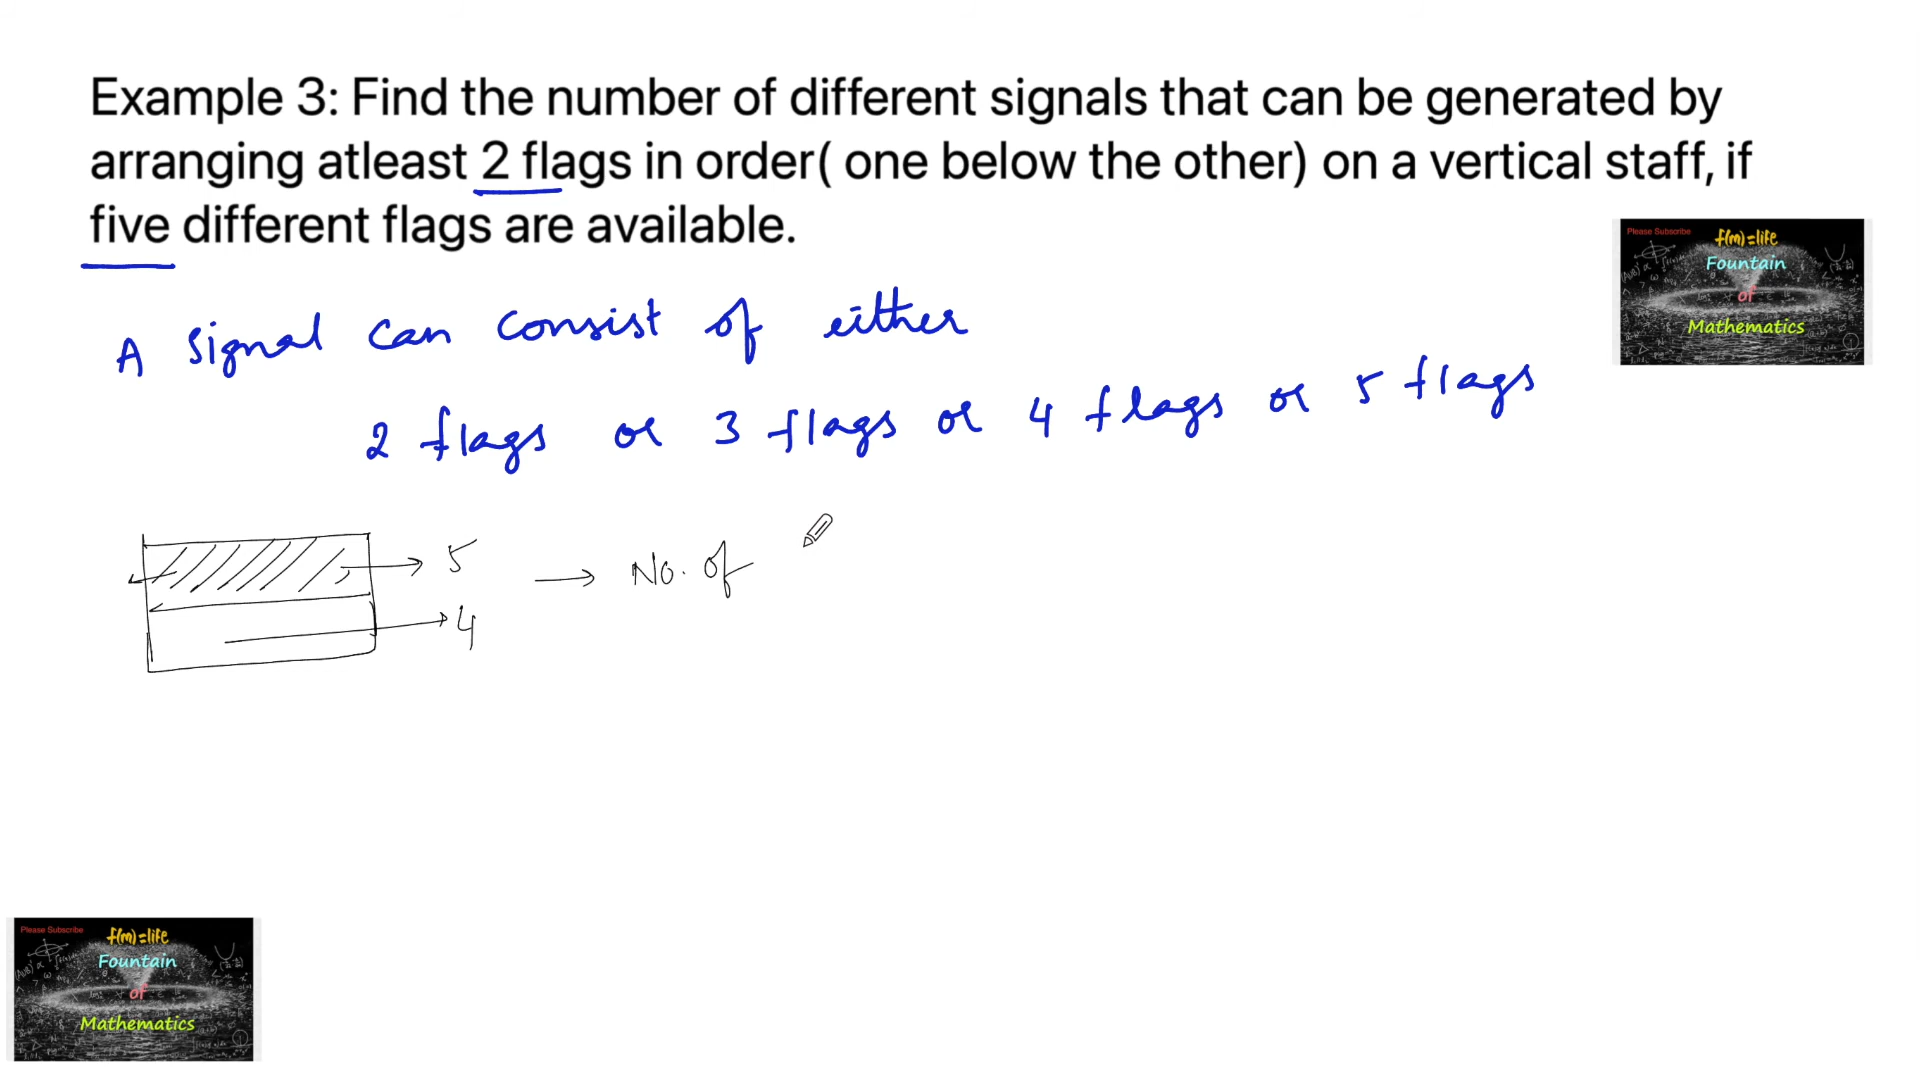 Example 3: Find the number of different signals that can be generated by
arranging atleast 2 flags in order( one below the other) on a vertical staff, if
five different flags are available.
Please Subscribe
f(m)=life
Fountain
of
Mathematics
A signal can consist of either
2 flags or 3 flags or 4 flags or 5 flags
5 → No. of
4
Please Subscribe
f(m)=life
Fountain
of
Mathematics